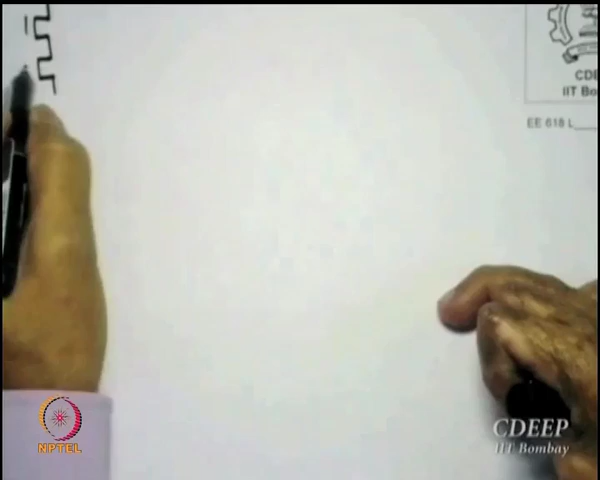 CDE
IIT Bo
EE 618 L
NPTEL
CDEEP
IIT Bombay